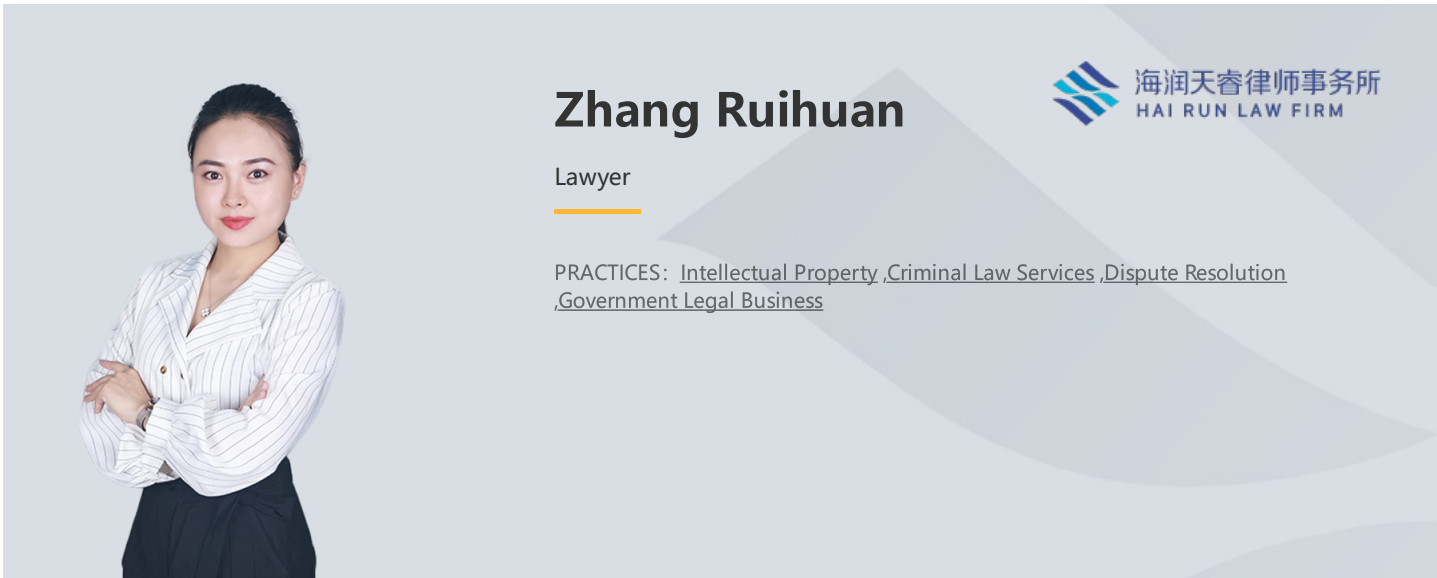 海润天睿律师事务所
HAI RUN LAW FIRM
Zhang Ruihuan
Lawyer
PRACTICES： Intellectual Property ,Criminal Law Services ,Dispute Resolution
,Government Legal Business